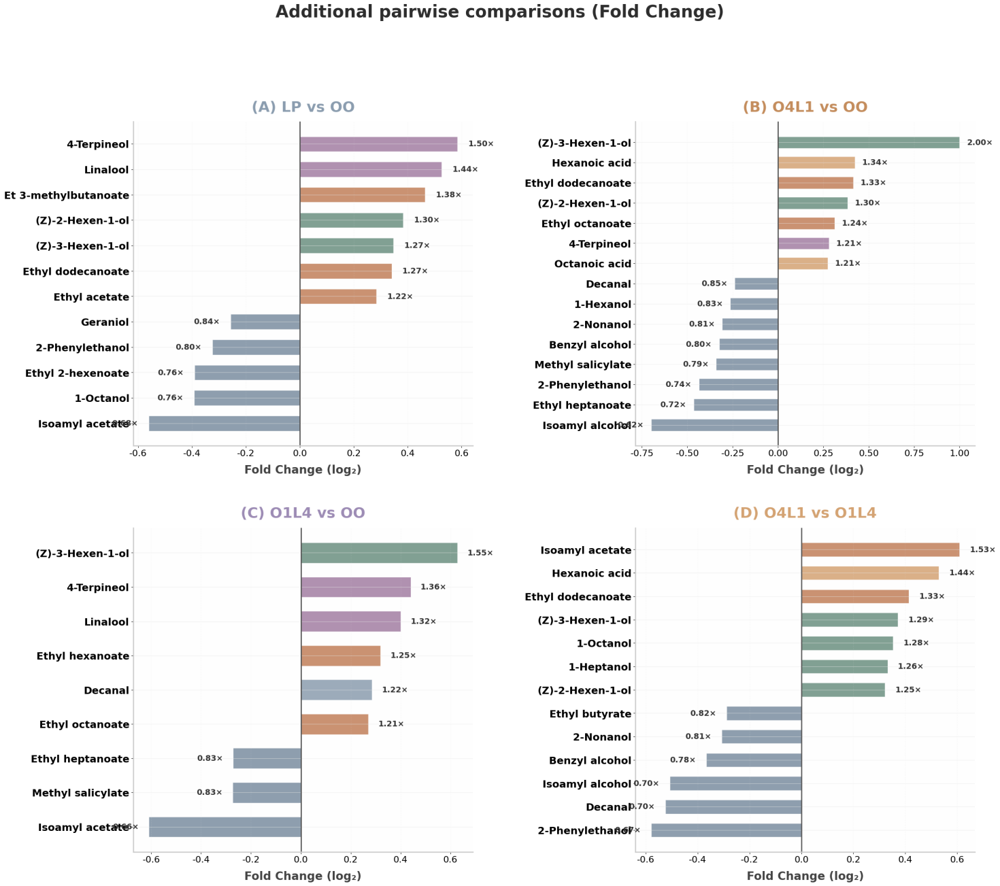 Additional pairwise comparisons (Fold Change)
(A) LP vs OO
4-Terpineol 1.50×
Linalool 1.44×
Et 3-methylbutanoate 1.38×
(Z)-2-Hexen-1-ol 1.30×
(Z)-3-Hexen-1-ol 1.27×
Ethyl dodecanoate 1.27×
Ethyl acetate 1.22×
Geraniol 0.84×
2-Phenylethanol 0.80×
Ethyl 2-hexenoate 0.76×
1-Octanol 0.76×
Isoamyl acetate 0.68×
-0.6 -0.4 -0.2 0.0 0.2 0.4 0.6
Fold Change (log₂)
(B) O4L1 vs OO
(Z)-3-Hexen-1-ol 2.00×
Hexanoic acid 1.34×
Ethyl dodecanoate 1.33×
(Z)-2-Hexen-1-ol 1.30×
Ethyl octanoate 1.24×
4-Terpineol 1.21×
Octanoic acid 1.21×
Decanal 0.85×
1-Hexanol 0.83×
2-Nonanol 0.81×
Benzyl alcohol 0.80×
Methyl salicylate 0.79×
2-Phenylethanol 0.74×
Ethyl heptanoate 0.72×
Isoamyl alcohol 0.62×
-0.75 -0.50 -0.25 0.00 0.25 0.50 0.75 1.00
Fold Change (log₂)
(C) O1L4 vs OO
(Z)-3-Hexen-1-ol 1.55×
4-Terpineol 1.36×
Linalool 1.32×
Ethyl hexanoate 1.25×
Decanal 1.22×
Ethyl octanoate 1.21×
Ethyl heptanoate 0.83×
Methyl salicylate 0.83×
Isoamyl acetate 0.66×
-0.6 -0.4 -0.2 0.0 0.2 0.4 0.6
Fold Change (log₂)
(D) O4L1 vs O1L4
Isoamyl acetate 1.53×
Hexanoic acid 1.44×
Ethyl dodecanoate 1.33×
(Z)-3-Hexen-1-ol 1.29×
1-Octanol 1.28×
1-Heptanol 1.26×
(Z)-2-Hexen-1-ol 1.25×
Ethyl butyrate 0.82×
2-Nonanol 0.81×
Benzyl alcohol 0.78×
Isoamyl alcohol 0.70×
Decanal 0.70×
2-Phenylethanol 0.67×
-0.6 -0.4 -0.2 0.0 0.2 0.4 0.6
Fold Change (log₂)